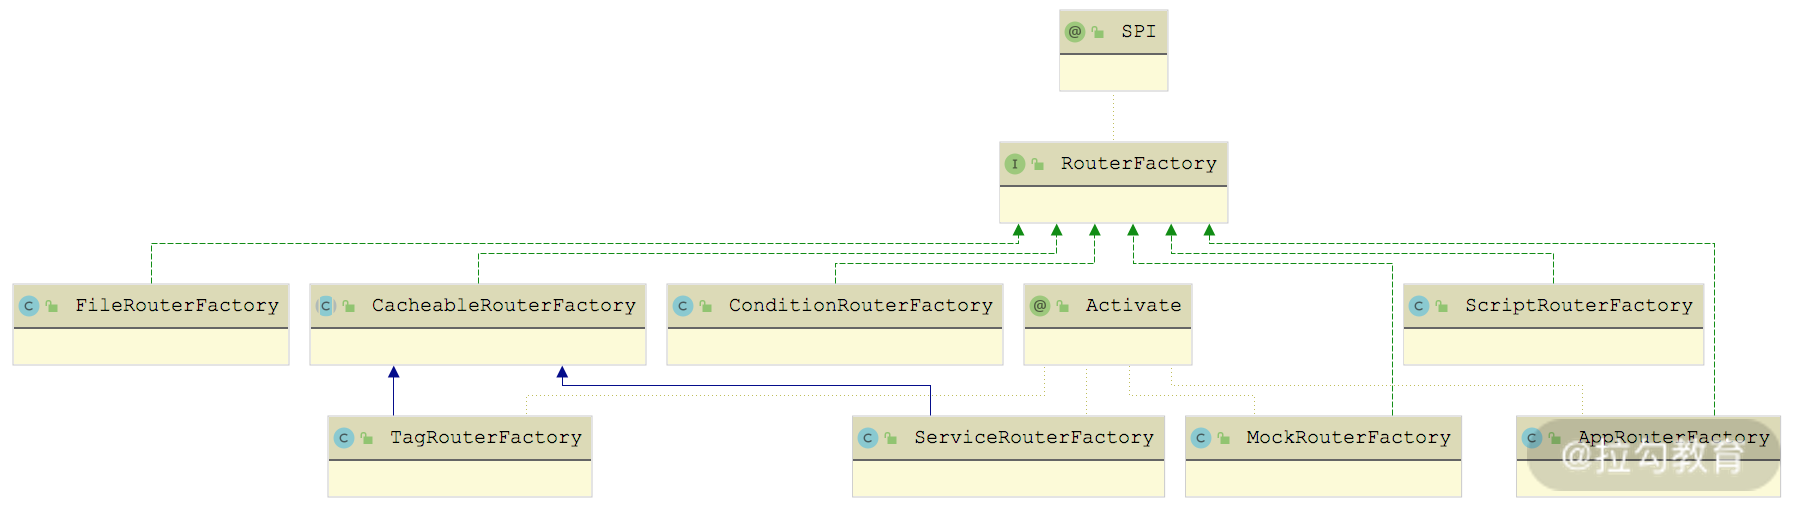 @ SPI
I RouterFactory
C FileRouterFactory
C CacheableRouterFactory
C ConditionRouterFactory
@ Activate
C ScriptRouterFactory
C TagRouterFactory
C ServiceRouterFactory
C MockRouterFactory
C AppRouterFactory
@拉勾教育